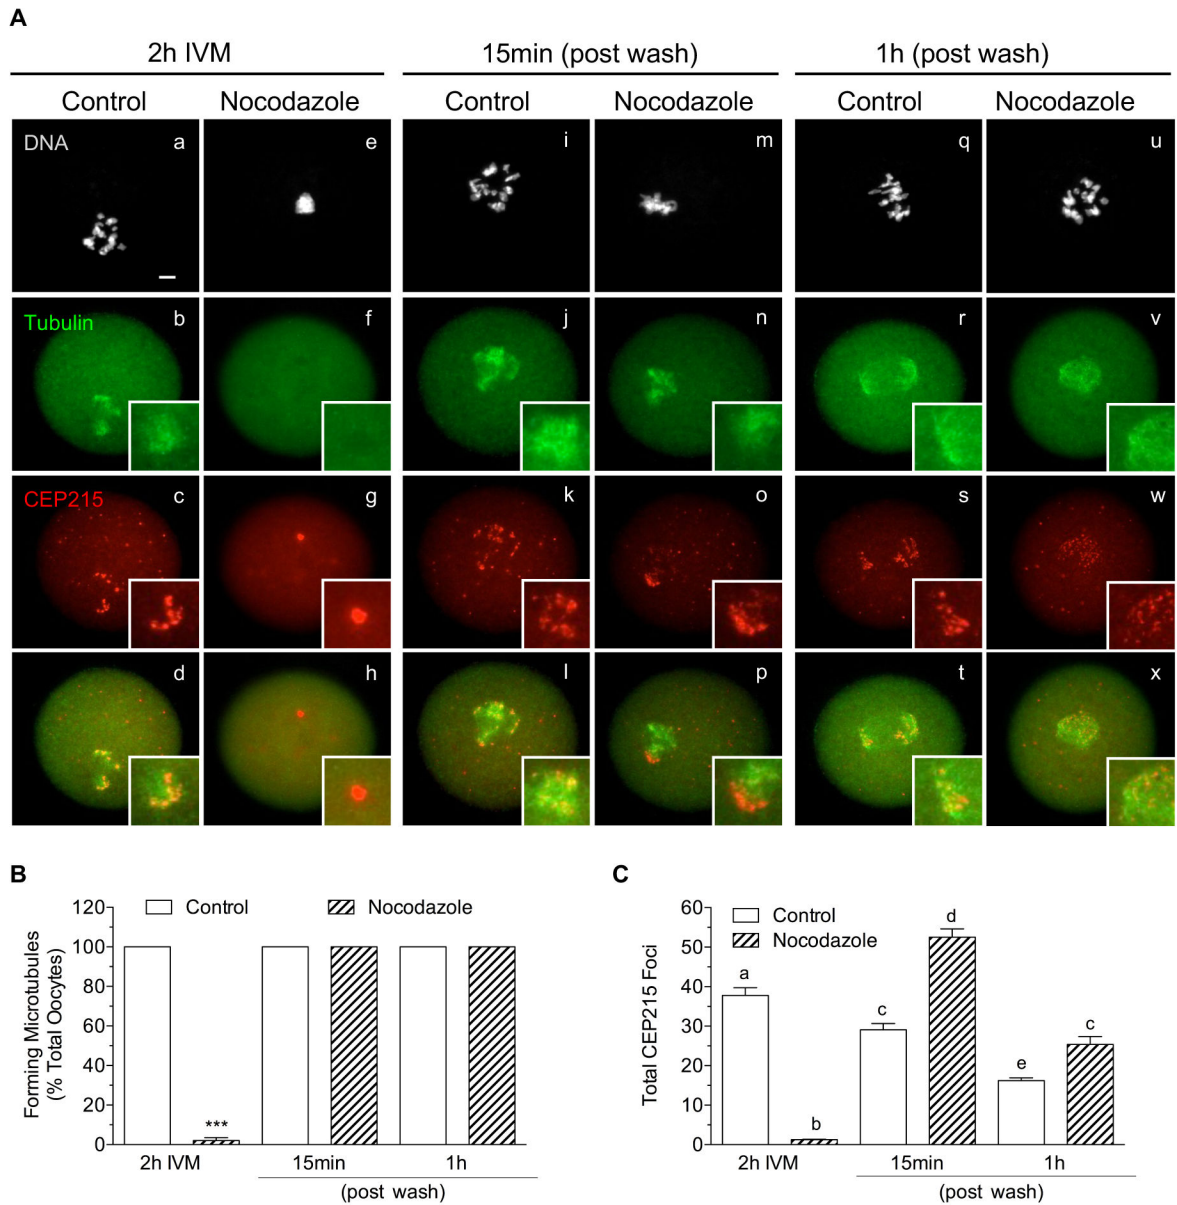 A
2h IVM
15min (post wash)
1h (post wash)
Control
Nocodazole
Control
Nocodazole
Control
Nocodazole
DNA
a
e
i
m
q
u
Tubulin
b
f
j
n
r
v
CEP215
c
g
k
o
s
w
d
h
l
p
t
x
B
Control
Nocodazole
Forming Microtubules
(% Total Oocytes)
120
100
80
60
40
20
0
***
2h IVM
15min
1h
(post wash)
C
Control
Nocodazole
Total CEP215 Foci
60
50
40
30
20
10
0
a
b
c
d
e
c
2h IVM
15min
1h
(post wash)